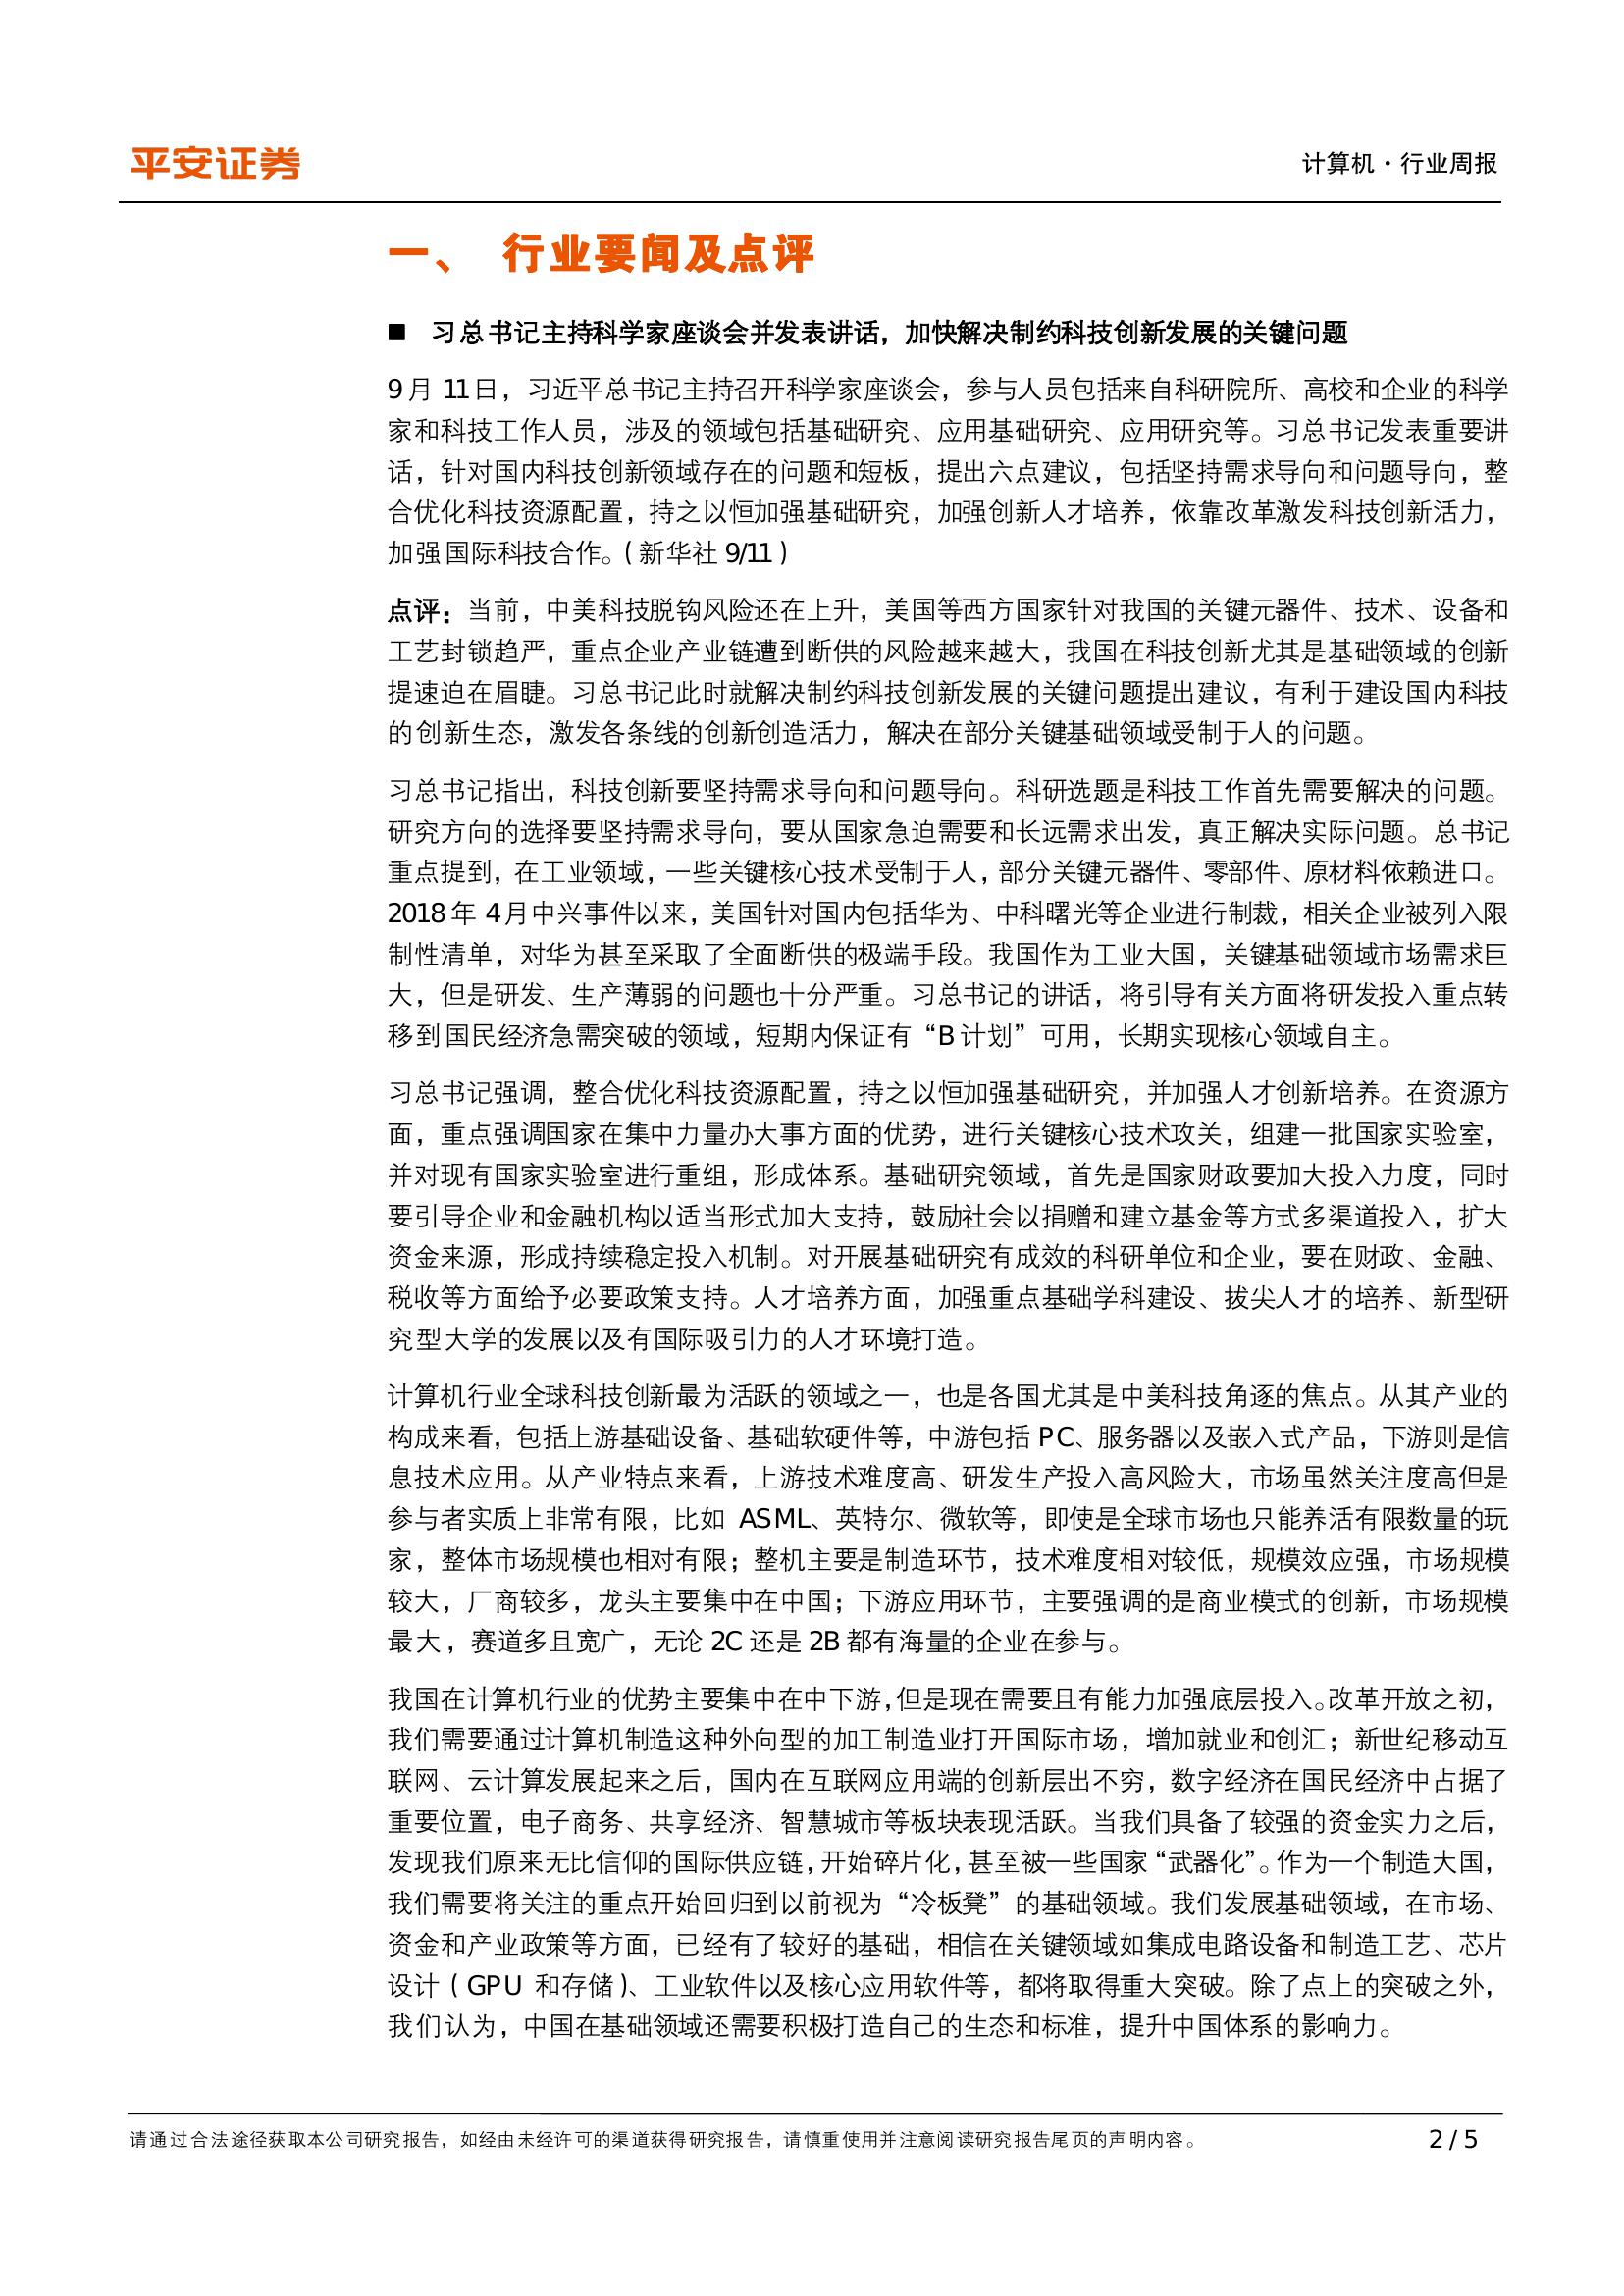 平安证券
计算机·行业周报
一、 行业要闻及点评
■ 习总书记主持科学家座谈会并发表讲话，加快解决制约科技创新发展的关键问题
9月 11日，习近平总书记主持召开科学家座谈会，参与人员包括来自科研院所、高校和企业的科学
家和科技工作人员，涉及的领域包括基础研究、应用基础研究、应用研究等。习总书记发表重要讲
话，针对国内科技创新领域存在的问题和短板，提出六点建议，包括坚持需求导向和问题导向，整
合优化科技资源配置，持之以恒加强基础研究，加强创新人才培养，依靠改革激发科技创新活力，
加强国际科技合作。（新华社 9/11）
点评：当前，中美科技脱钩风险还在上升，美国等西方国家针对我国的关键元器件、技术、设备和
工艺封锁趋严，重点企业产业链遭到断供的风险越来越大，我国在科技创新尤其是基础领域的创新
提速迫在眉睫。习总书记此时就解决制约科技创新发展的关键问题提出建议，有利于建设国内科技
的创新生态，激发各条线的创新创造活力，解决在部分关键基础领域受制于人的问题。
习总书记指出，科技创新要坚持需求导向和问题导向。科研选题是科技工作首先需要解决的问题。
研究方向的选择要坚持需求导向，要从国家急迫需要和长远需求出发，真正解决实际问题。总书记
重点提到，在工业领域，一些关键核心技术受制于人，部分关键元器件、零部件、原材料依赖进口。
2018年 4月中兴事件以来，美国针对国内包括华为、中科曙光等企业进行制裁，相关企业被列入限
制性清单，对华为甚至采取了全面断供的极端手段。我国作为工业大国，关键基础领域市场需求巨
大，但是研发、生产薄弱的问题也十分严重。习总书记的讲话，将引导有关方面将研发投入重点转
移到国民经济急需突破的领域，短期内保证有“B计划”可用，长期实现核心领域自主。
习总书记强调，整合优化科技资源配置，持之以恒加强基础研究，并加强人才创新培养。在资源方
面，重点强调国家在集中力量办大事方面的优势，进行关键核心技术攻关，组建一批国家实验室，
并对现有国家实验室进行重组，形成体系。基础研究领域，首先是国家财政要加大投入力度，同时
要引导企业和金融机构以适当形式加大支持，鼓励社会以捐赠和建立基金等方式多渠道投入，扩大
资金来源，形成持续稳定投入机制。对开展基础研究有成效的科研单位和企业，要在财政、金融、
税收等方面给予必要政策支持。人才培养方面，加强重点基础学科建设、拔尖人才的培养、新型研
究型大学的发展以及有国际吸引力的人才环境打造。
计算机行业全球科技创新最为活跃的领域之一，也是各国尤其是中美科技角逐的焦点。从其产业的
构成来看，包括上游基础设备、基础软硬件等，中游包括 PC、服务器以及嵌入式产品，下游则是信
息技术应用。从产业特点来看，上游技术难度高、研发生产投入高风险大，市场虽然关注度高但是
参与者实质上非常有限，比如 ASML、英特尔、微软等，即使是全球市场也只能养活有限数量的玩
家，整体市场规模也相对有限；整机主要是制造环节，技术难度相对较低，规模效应强，市场规模
较大，厂商较多，龙头主要集中在中国；下游应用环节，主要强调的是商业模式的创新，市场规模
最大，赛道多且宽广，无论 2C 还是 2B都有海量的企业在参与。
我国在计算机行业的优势主要集中在中下游，但是现在需要且有能力加强底层投入。改革开放之初，
我们需要通过计算机制造这种外向型的加工制造业打开国际市场，增加就业和创汇；新世纪移动互
联网、云计算发展起来之后，国内在互联网应用端的创新层出不穷，数字经济在国民经济中占据了
重要位置，电子商务、共享经济、智慧城市等板块表现活跃。当我们具备了较强的资金实力之后，
发现我们原来无比信仰的国际供应链，开始碎片化，甚至被一些国家“武器化”。作为一个制造大国，
我们需要将关注的重点开始回归到以前视为“冷板凳”的基础领域。我们发展基础领域，在市场、
资金和产业政策等方面，已经有了较好的基础，相信在关键领域如集成电路设备和制造工艺、芯片
设计（GPU 和存储）、工业软件以及核心应用软件等，都将取得重大突破。除了点上的突破之外，
我们认为，中国在基础领域还需要积极打造自己的生态和标准，提升中国体系的影响力。
请通过合法途径获取本公司研究报告，如经由未经许可的渠道获得研究报告，请慎重使用并注意阅读研究报告尾页的声明内容。
2 / 5